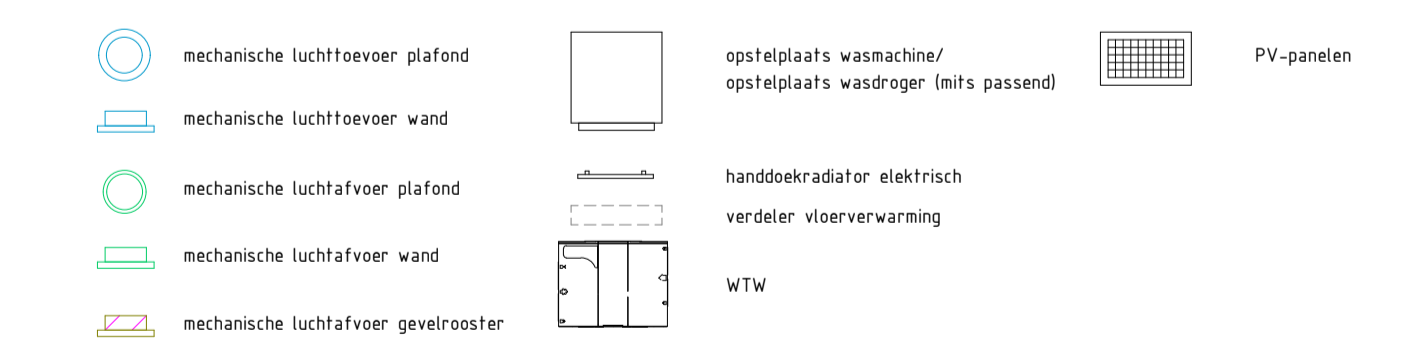 mechanische luchttoevoer plafond
mechanische luchttoevoer wand
mechanische luchtafvoer plafond
mechanische luchtafvoer wand
mechanische luchtafvoer gevelrooster
opstelplaats wasmachine/
opstelplaats wasdroger (mits passend)
handdoekradiator elektrisch
verdeler vloerverwarming
WTW
PV-panelen